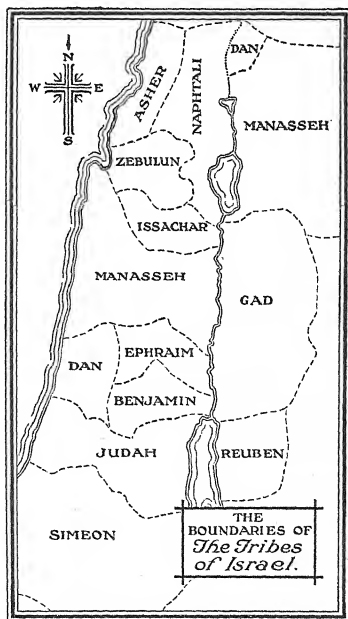 N
W E
S
ASHER
NAPHTALI
DAN
MANASSEH
ZEBULUN
ISSACHAR
MANASSEH
GAD
EPHRAIM
DAN
BENJAMIN
JUDAH
REUBEN
SIMEON
THE
BOUNDARIES OF
The Tribes
of Israel.